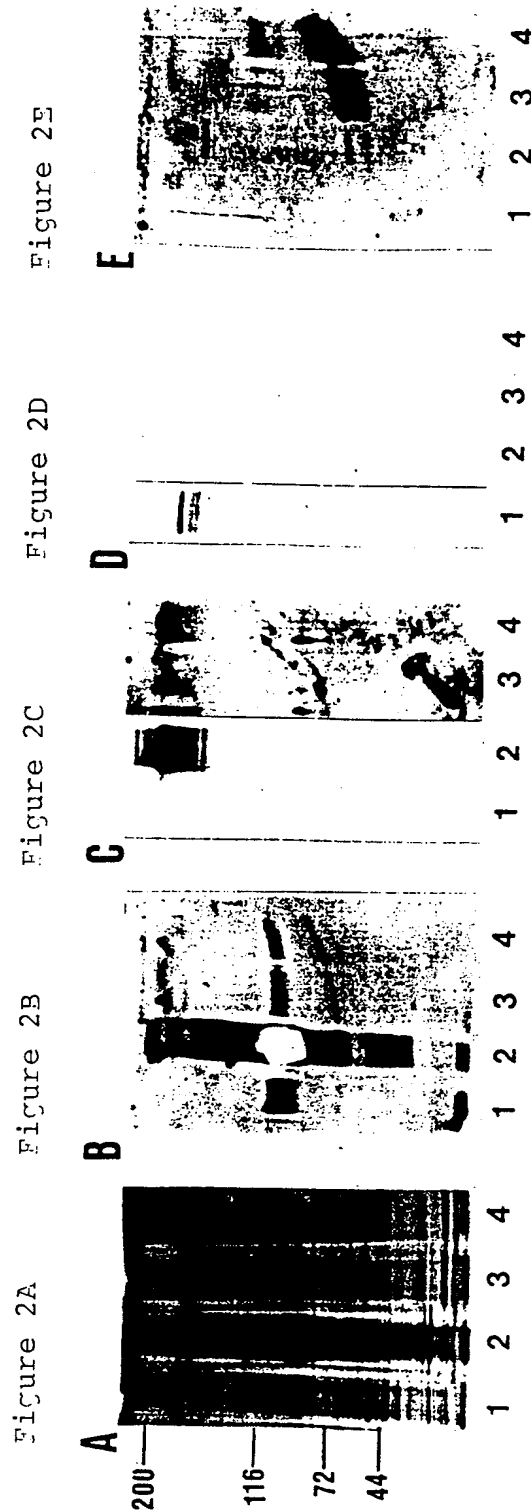 Figure 2A
A
200
116
72
44
1 2 3 4
Figure 2B
B
1 2 3 4
Figure 2C
C
1 2 3 4
Figure 2D
D
1 2 3 4
Figure 2E
E
1 2 3 4